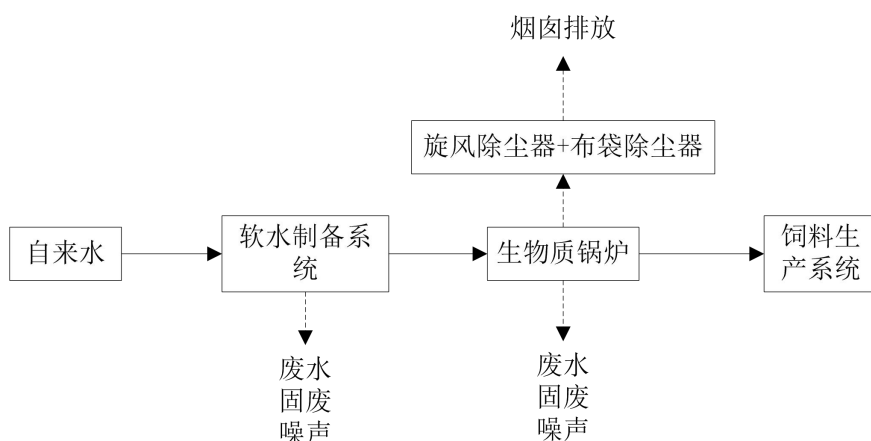 烟囱排放
旋风除尘器+布袋除尘器
自来水
软水制备系
统
生物质锅炉
饲料生
产系统
废水
固废
噪声
废水
固废
噪声